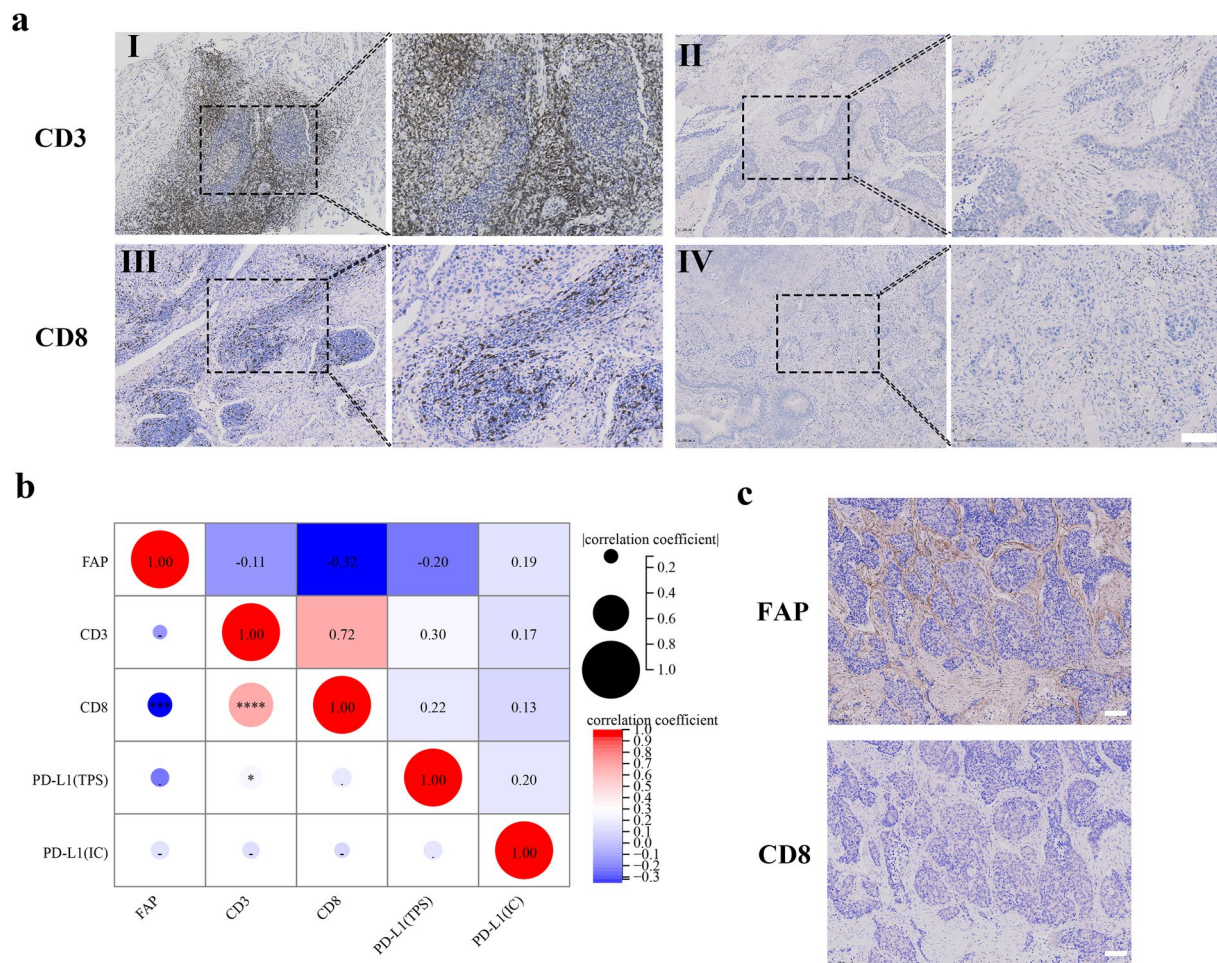 a
I
II
CD3
III
IV
CD8
b
c
FAP
1.00
-0.11
-0.32
-0.20
0.19
CD3
-
1.00
0.72
0.30
0.17
CD8
***
****
1.00
0.22
0.13
PD-L1(TPS)
.
*
.
1.00
0.20
PD-L1(IC)
-
-
-
.
1.00
FAP
CD3
CD8
PD-L1(TPS)
PD-L1(IC)
|correlation coefficient|
0.2
0.4
0.6
0.8
1.0
correlation coefficient
1.0
0.9
0.8
0.7
0.6
0.5
0.4
0.3
0.2
0.1
0.0
−0.1
−0.2
−0.3
FAP
CD8